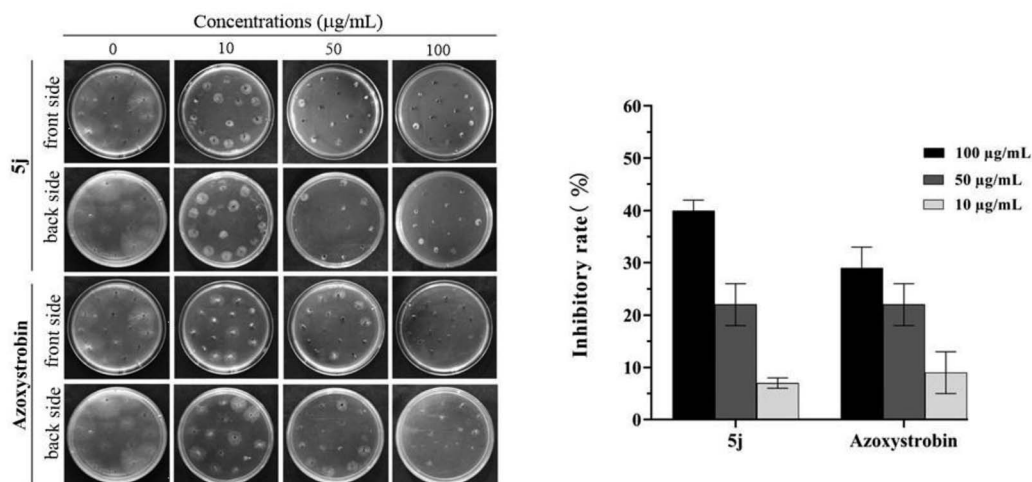 Concentrations (μg/mL)
0 10 50 100
5j
front side
back side
Azoxystrobin
front side
back side
Inhibitory rate( %)
60
50
40
30
20
10
0
100 μg/mL
50 μg/mL
10 μg/mL
5j Azoxystrobin